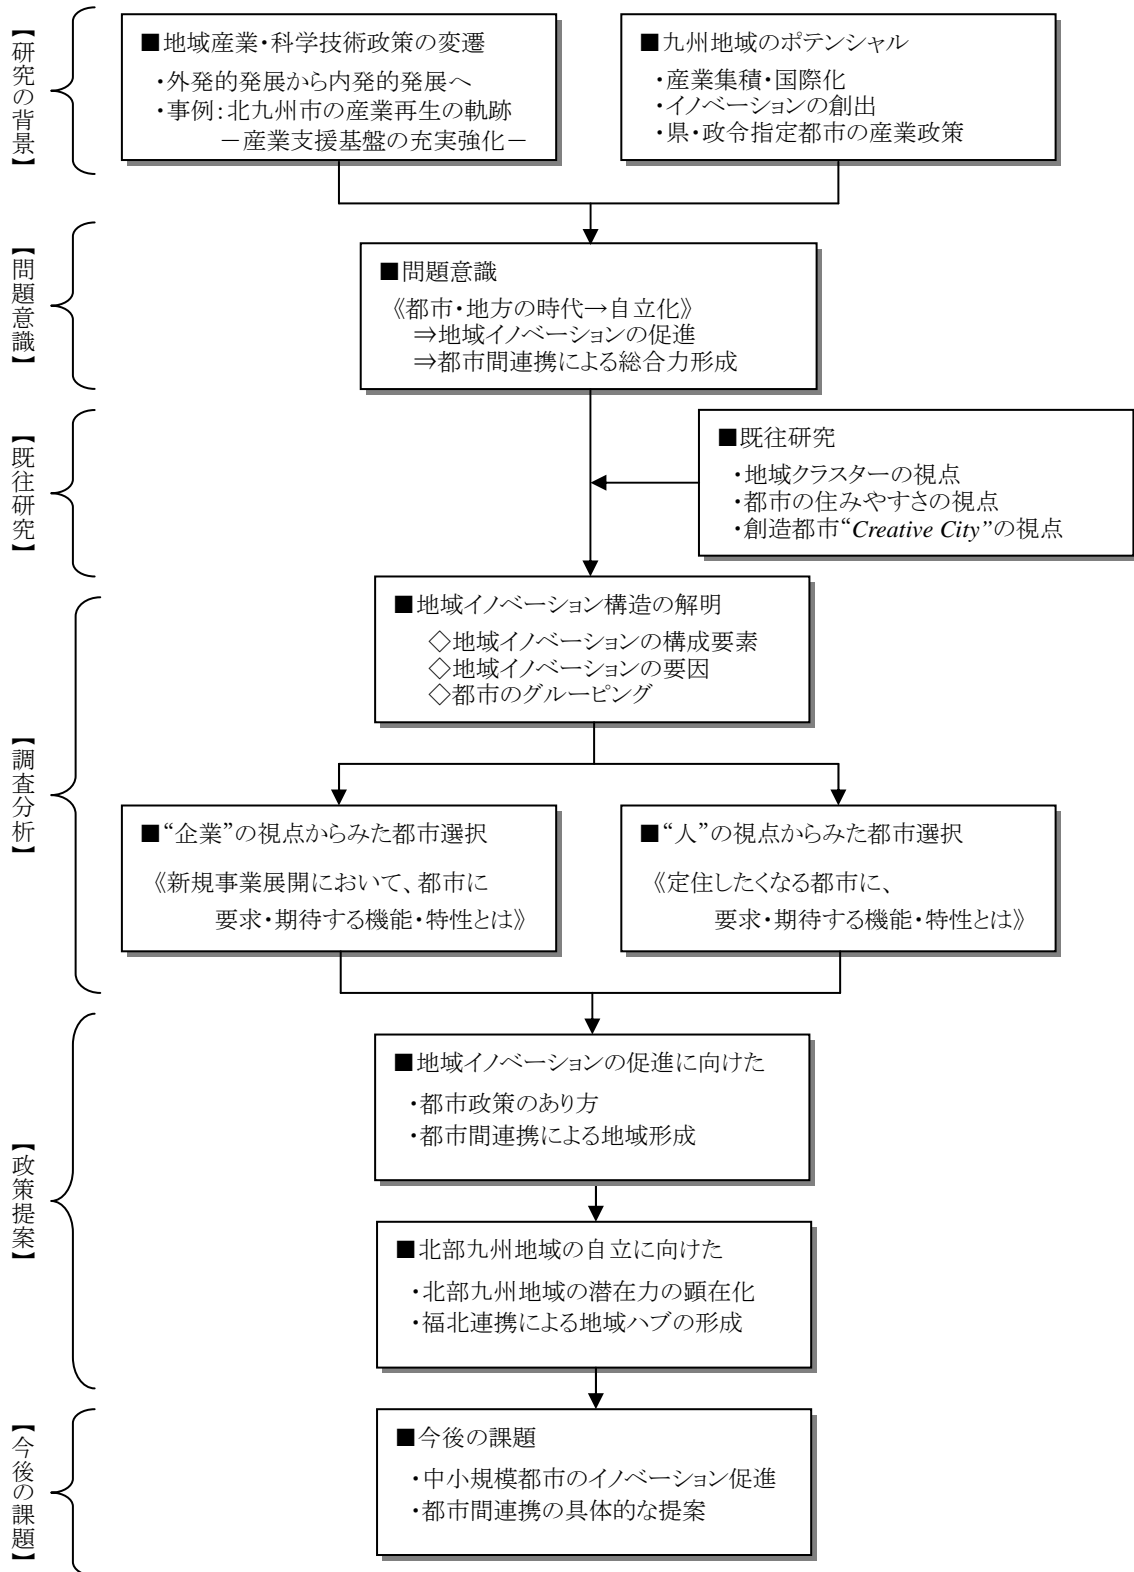 【研究の背景】
■地域産業・科学技術政策の変遷
・外発的発展から内発的発展へ
・事例：北九州市の産業再生の軌跡
－産業支援基盤の充実強化－
■九州地域のポテンシャル
・産業集積・国際化
・イノベーションの創出
・県・政令指定都市の産業政策
【問題意識】
■問題意識
《都市・地方の時代→自立化》
⇒地域イノベーションの促進
⇒都市間連携による総合力形成
【既往研究】
■既往研究
・地域クラスターの視点
・都市の住みやすさの視点
・創造都市“Creative City”の視点
【調査分析】
■地域イノベーション構造の解明
◇地域イノベーションの構成要素
◇地域イノベーションの要因
◇都市のグルーピング
■“企業”の視点からみた都市選択
《新規事業展開において、都市に
要求・期待する機能・特性とは》
■“人”の視点からみた都市選択
《定住したくなる都市に、
要求・期待する機能・特性とは》
【政策提案】
■地域イノベーションの促進に向けた
・都市政策のあり方
・都市間連携による地域形成
■北部九州地域の自立に向けた
・北部九州地域の潜在力の顕在化
・福北連携による地域ハブの形成
【今後の課題】
■今後の課題
・中小規模都市のイノベーション促進
・都市間連携の具体的な提案